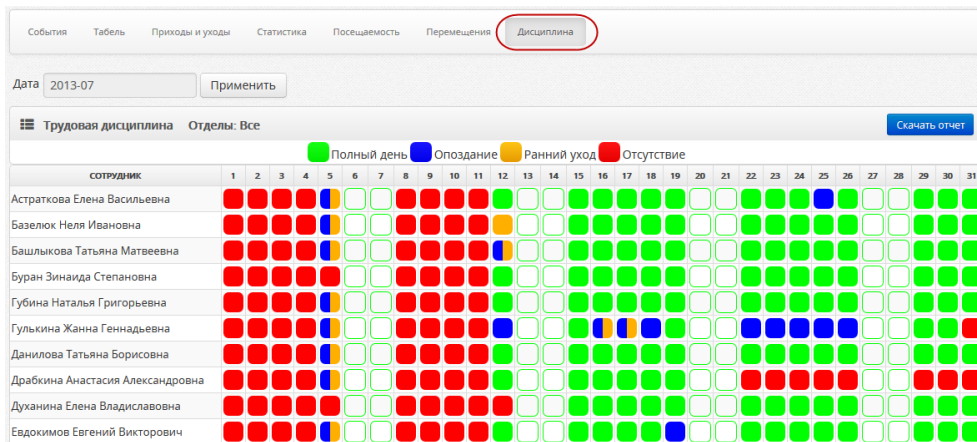 События Табель Приходы и уходы Статистика Посещаемость Перемещения Дисциплина
Дата 2013-07 Применить
Трудовая дисциплина Отделы: Все Скачать отчет
Полный день Опоздание Ранний уход Отсутствие
СОТРУДНИК 1 2 3 4 5 6 7 8 9 10 11 12 13 14 15 16 17 18 19 20 21 22 23 24 25 26 27 28 29 30 31
Астраткова Елена Васильевна
Базелюк Неля Ивановна
Башлыкова Татьяна Матвеевна
Буран Зинаида Степановна
Губина Наталья Григорьевна
Гулькина Жанна Геннадьевна
Данилова Татьяна Борисовна
Драбкина Анастасия Александровна
Духанина Елена Владиславовна
Евдокимов Евгений Викторович